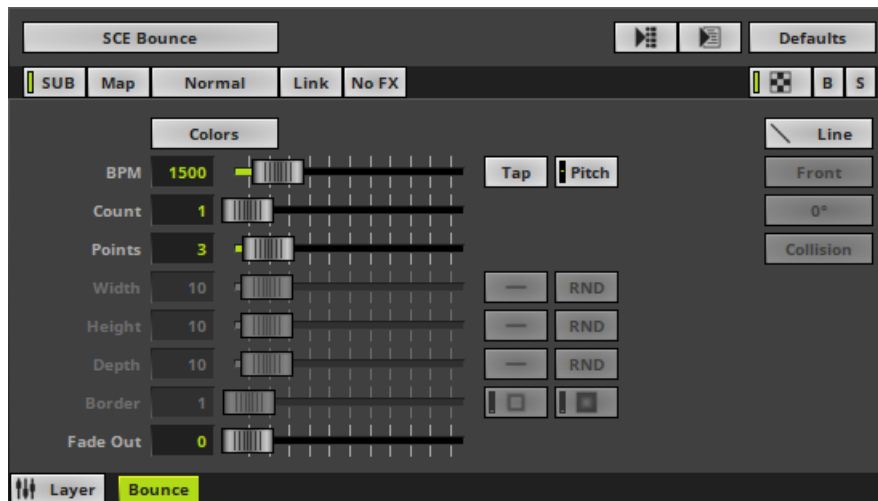 SCE Bounce Defaults
SUB Map Normal Link No FX B S
Colors Line
BPM 1500 Tap Pitch Front
Count 1 0°
Points 3 Collision
Width 10 RND
Height 10 RND
Depth 10 RND
Border 1
Fade Out 0
Layer Bounce